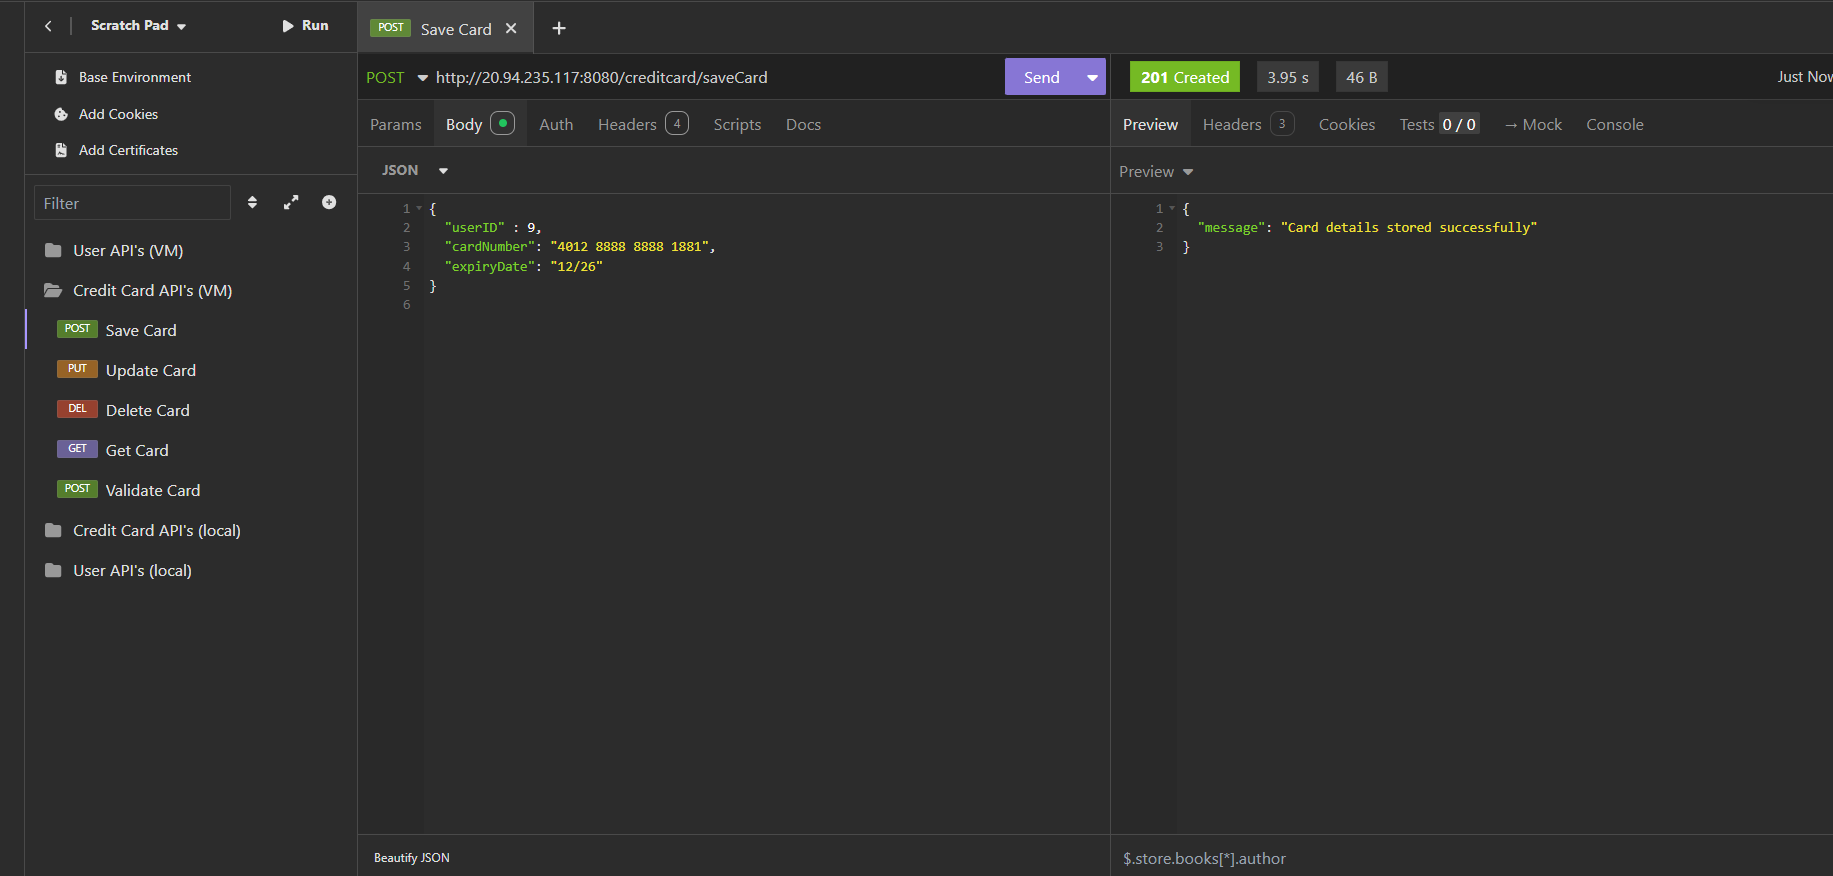 Scratch Pad
Run
Base Environment
Add Cookies
Add Certificates
Filter
User API's (VM)
Credit Card API's (VM)
POST Save Card
PUT Update Card
DEL Delete Card
GET Get Card
POST Validate Card
Credit Card API's (local)
User API's (local)
POST Save Card
POST http://20.94.235.117:8080/creditcard/saveCard
Send
Params Body Auth Headers 4 Scripts Docs
JSON
1 {
2 "userID" : 9,
3 "cardNumber": "4012 8888 8888 1881",
4 "expiryDate": "12/26"
5 }
6
Beautify JSON
201 Created 3.95 s 46 B Just Now
Preview Headers 3 Cookies Tests 0 / 0 → Mock Console
Preview
1 {
2 "message": "Card details stored successfully"
3 }
$.store.books[*].author